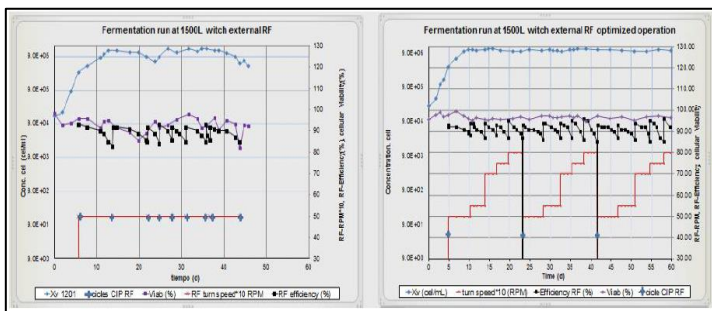 Fermentation run at 1500L witch external RF
Conc. cel (cel/ml)
9.0E+06
9.0E+05
9.0E+04
9.0E+03
9.0E+02
9.0E+01
9.0E+00
130
120
110
100
90
80
70
60
50
40
30
RF-RPM*10, RF-Efficiency(%), cellular Viability(%)
0
10
20
30
40
50
60
tiempo (d)
Xv 1201
cicles CIP RF
Viab (%)
RF turn speed*10 RPM
RF efficiency (%)
Fermentation run at 1500L witch external RF optimized operation
Concentration. cell
9.0E+06
9.0E+05
9.0E+04
9.0E+03
9.0E+02
9.0E+01
9.0E+00
130.00
120.00
110.00
100.00
90.00
80.00
70.00
60.00
50.00
40.00
30.00
RF-RPM, RF-Efficiency, cellular Viability
0
5
10
15
20
25
30
35
40
45
50
55
60
Time (d)
Xv (cel/mL)
turn speed*10 (RPM)
Efficiency RF (%)
Viab (%)
cicle CIP RF